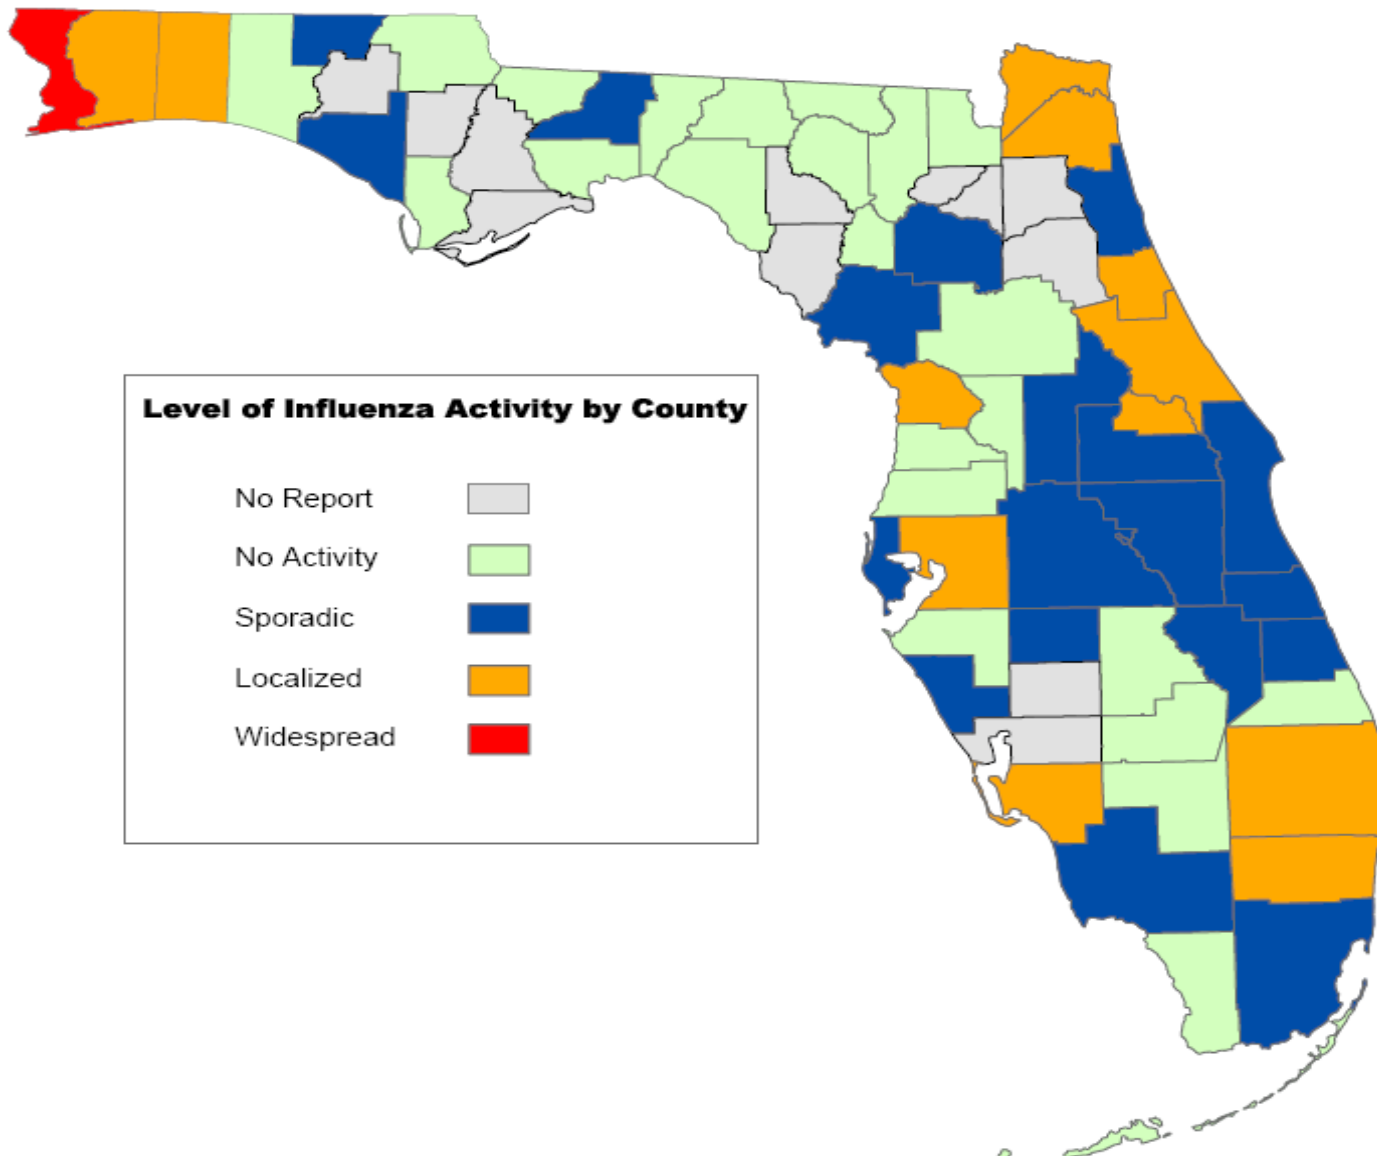 Level of Influenza Activity by County
No Report
No Activity
Sporadic
Localized
Widespread